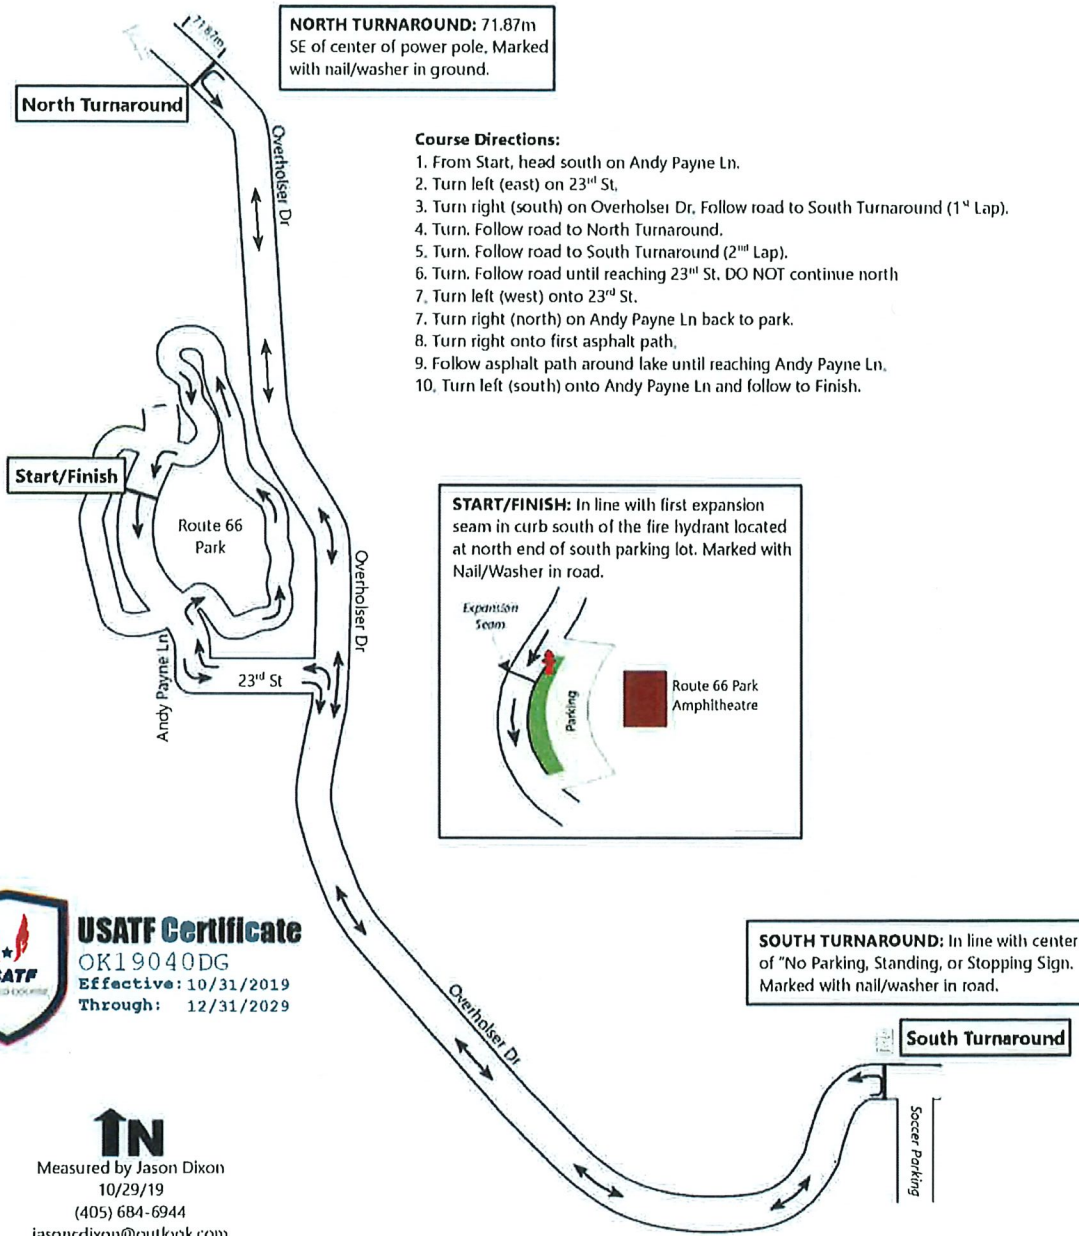 71.87m
NORTH TURNAROUND: 71.87m
SE of center of power pole. Marked
with nail/washer in ground.
North Turnaround
Overholser Dr
Course Directions:
1. From Start, head south on Andy Payne Ln.
2. Turn left (east) on 23rd St.
3. Turn right (south) on Overholser Dr. Follow road to South Turnaround (1st Lap).
4. Turn. Follow road to North Turnaround.
5. Turn. Follow road to South Turnaround (2nd Lap).
6. Turn. Follow road until reaching 23rd St. DO NOT continue north
7. Turn left (west) onto 23rd St.
7. Turn right (north) on Andy Payne Ln back to park.
8. Turn right onto first asphalt path.
9. Follow asphalt path around lake until reaching Andy Payne Ln.
10. Turn left (south) onto Andy Payne Ln and follow to Finish.
Start/Finish
Route 66
Park
START/FINISH: In line with first expansion
seam in curb south of the fire hydrant located
at north end of south parking lot. Marked with
Nail/Washer in road.
Expansion
Seam
Parking
Route 66 Park
Amphitheatre
Overholser Dr
Andy Payne Ln
23rd St
USATF Certificate
OK19040DG
Effective: 10/31/2019
Through: 12/31/2029
Overholser Dr
SOUTH TURNAROUND: In line with center
of "No Parking, Standing, or Stopping Sign.
Marked with nail/washer in road.
South Turnaround
Soccer Parking
N
Measured by Jason Dixon
10/29/19
(405) 684-6944
jasoncdixon@outlook.com